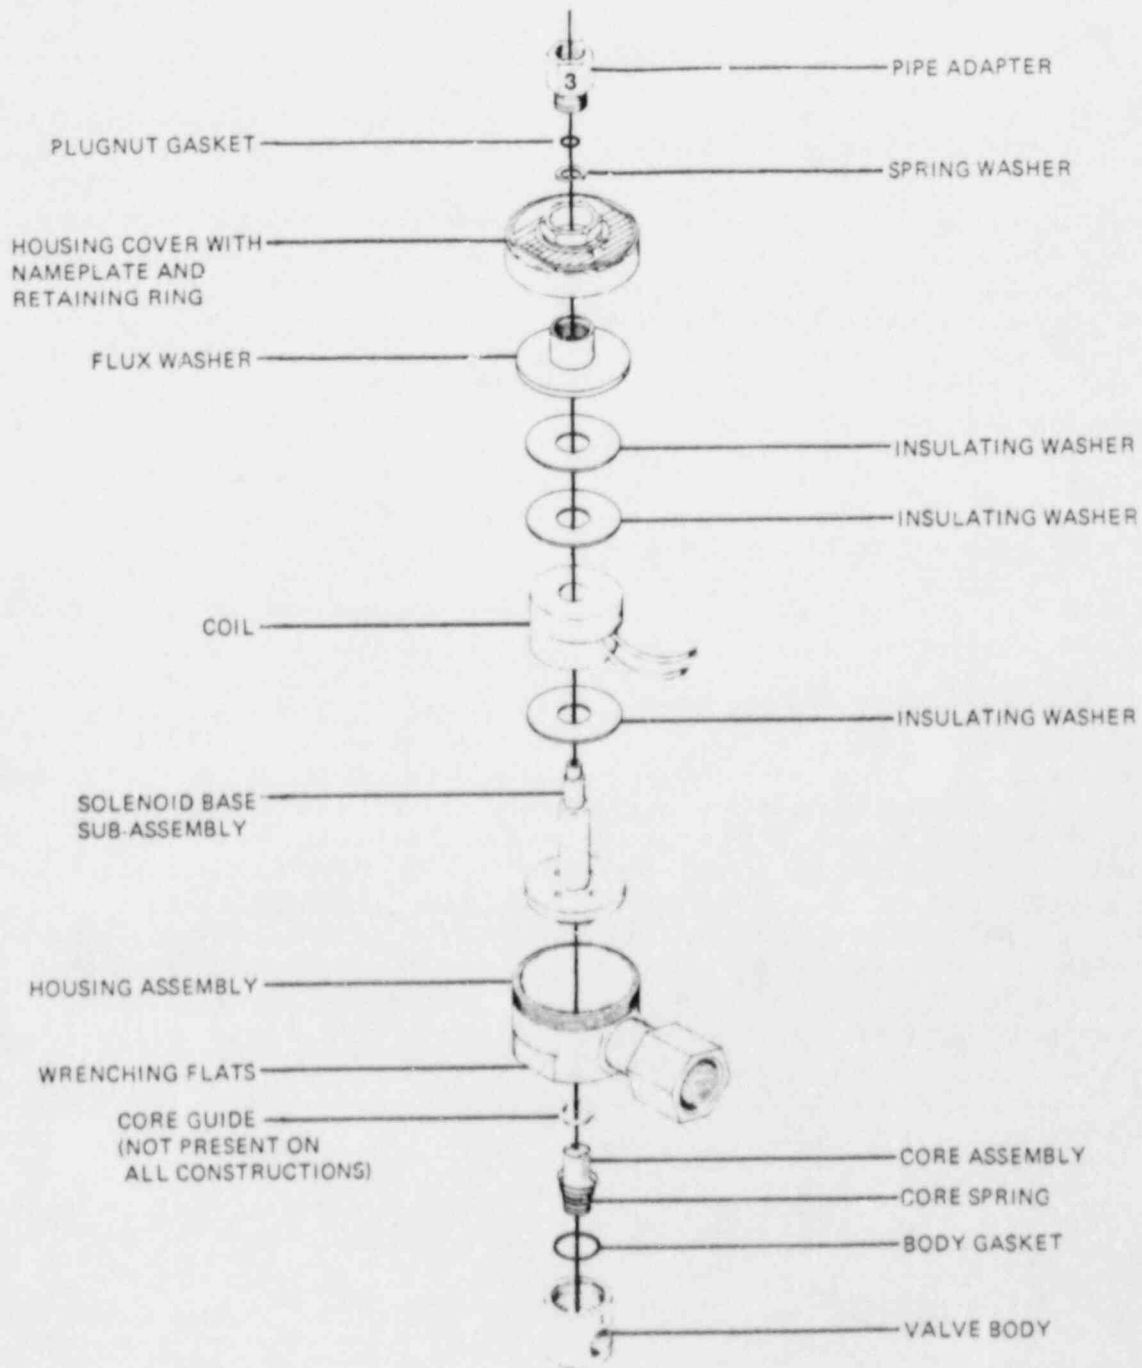 PIPE ADAPTER
3
PLUGNUT GASKET
SPRING WASHER
HOUSING COVER WITH
NAMEPLATE AND
RETAINING RING
FLUX WASHER
INSULATING WASHER
INSULATING WASHER
COIL
INSULATING WASHER
SOLENOID BASE
SUB-ASSEMBLY
HOUSING ASSEMBLY
WRENCHING FLATS
CORE GUIDE
(NOT PRESENT ON
ALL CONSTRUCTIONS)
CORE ASSEMBLY
CORE SPRING
BODY GASKET
VALVE BODY